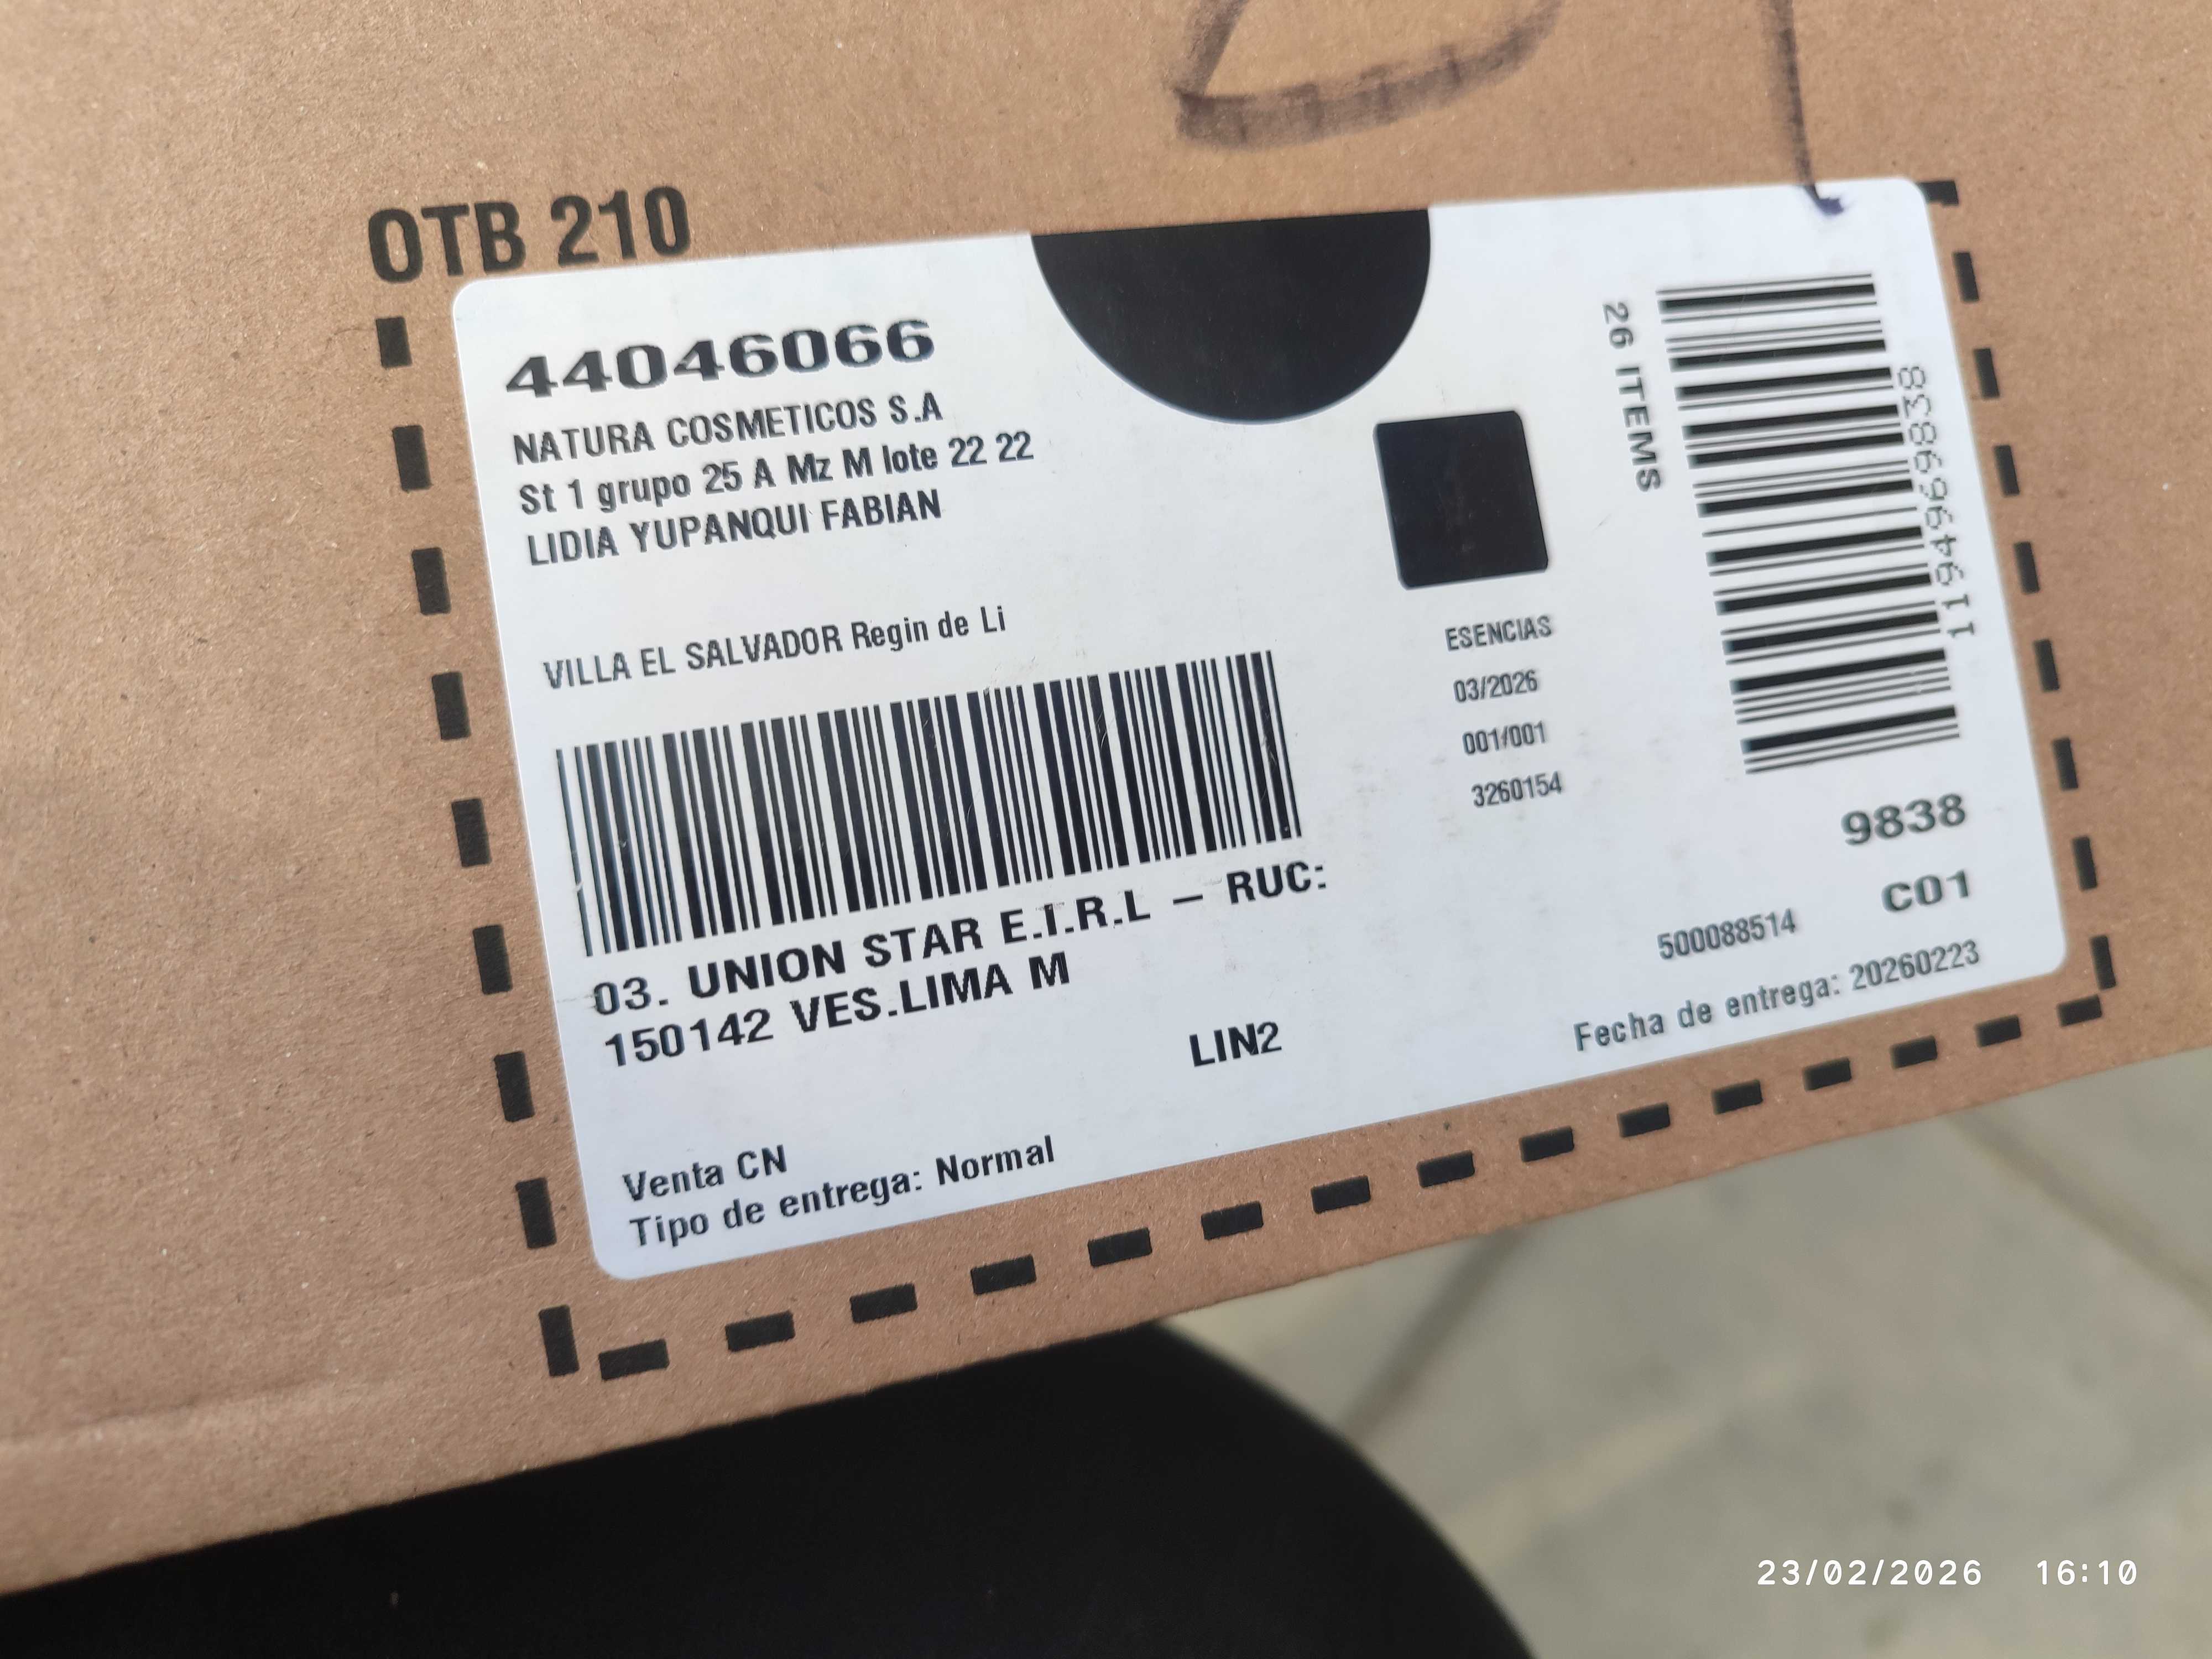 OTB 210
44046066
NATURA COSMETICOS S.A
St 1 grupo 25 A Mz M lote 22 22
LIDIA YUPANQUI FABIAN
VILLA EL SALVADOR Regin de Li
03. UNION STAR E.I.R.L – RUC:
150142 VES.LIMA M
LIN2
Venta CN
Tipo de entrega: Normal
ESENCIAS
03/2026
001/001
3260154
26 ITEMS
1194969838
9838
C01
500088514
Fecha de entrega: 20260223
23/02/2026 16:10